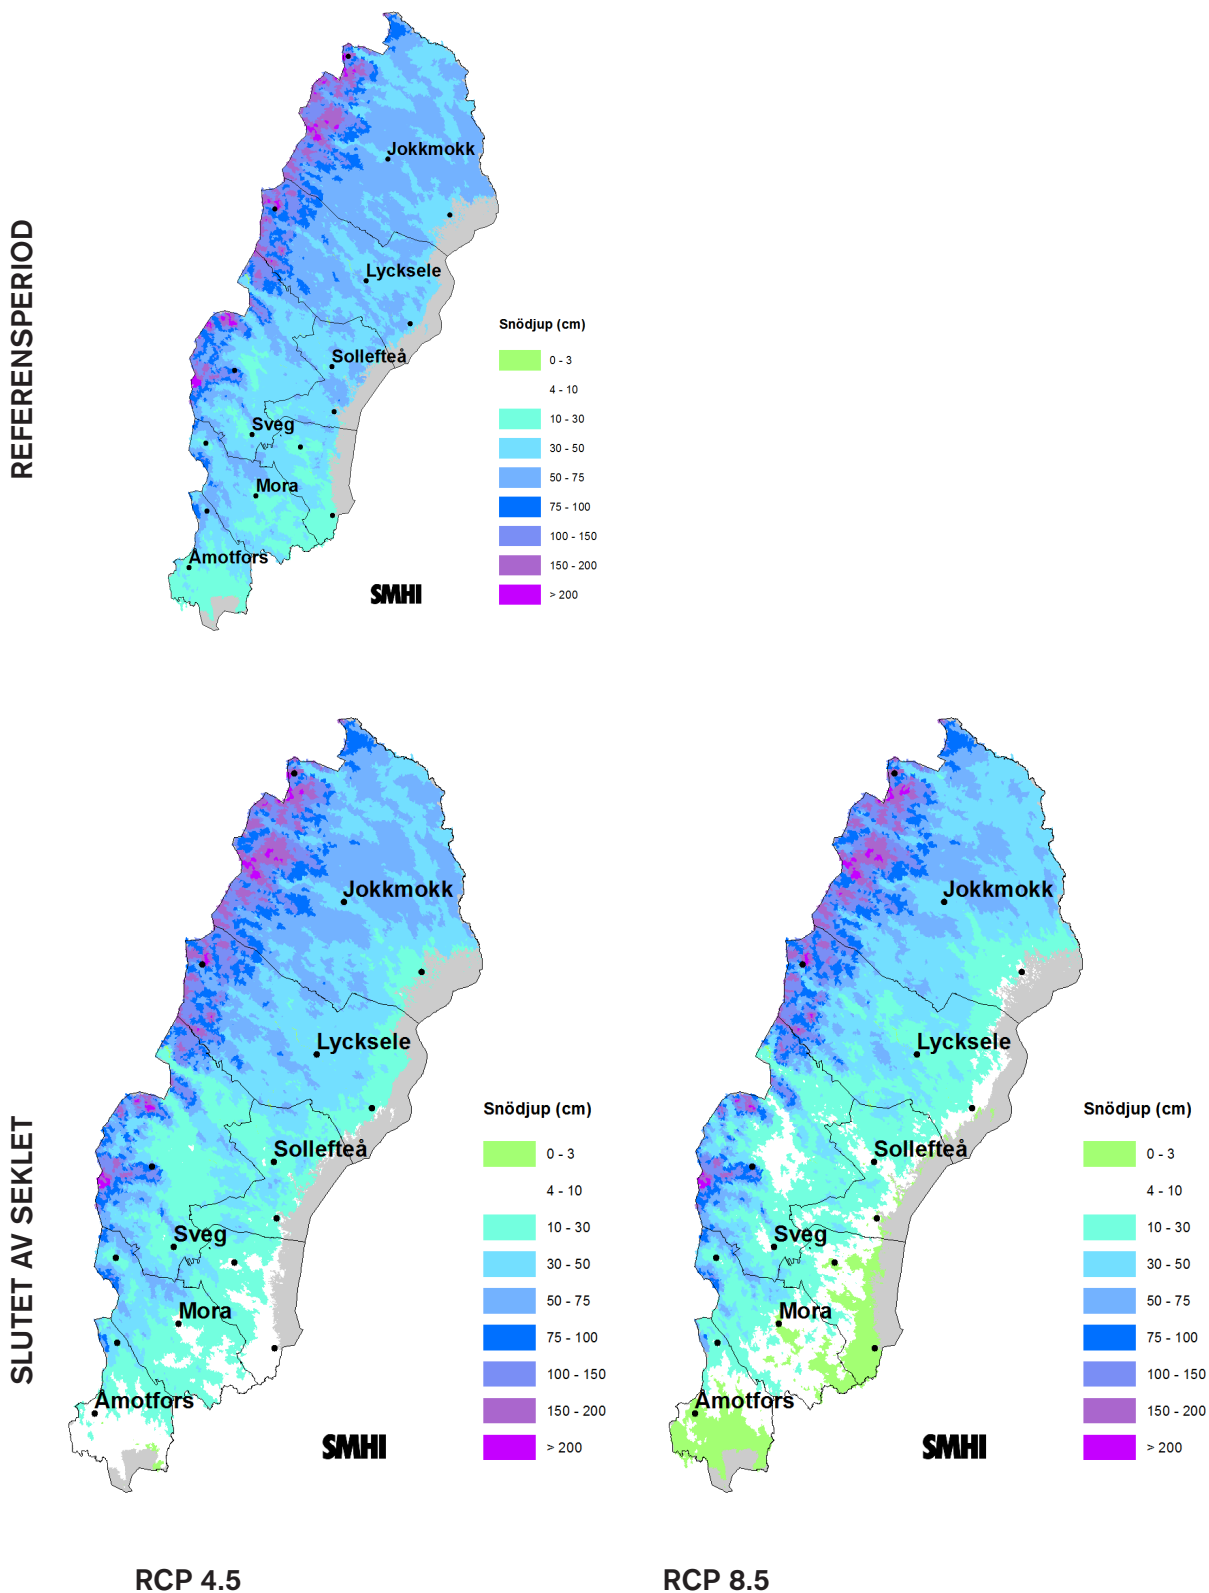 REFERENSPERIOD
Jokkmokk
Lycksele
Sollefteå
Sveg
Mora
Åmotfors
SMHI
Snödjup (cm)
0 - 3
4 - 10
10 - 30
30 - 50
50 - 75
75 - 100
100 - 150
150 - 200
> 200
SLUTET AV SEKLET
Jokkmokk
Lycksele
Sollefteå
Sveg
Mora
Åmotfors
SMHI
Snödjup (cm)
0 - 3
4 - 10
10 - 30
30 - 50
50 - 75
75 - 100
100 - 150
150 - 200
> 200
Jokkmokk
Lycksele
Sollefteå
Sveg
Mora
Åmotfors
SMHI
Snödjup (cm)
0 - 3
4 - 10
10 - 30
30 - 50
50 - 75
75 - 100
100 - 150
150 - 200
> 200
RCP 4.5
RCP 8.5